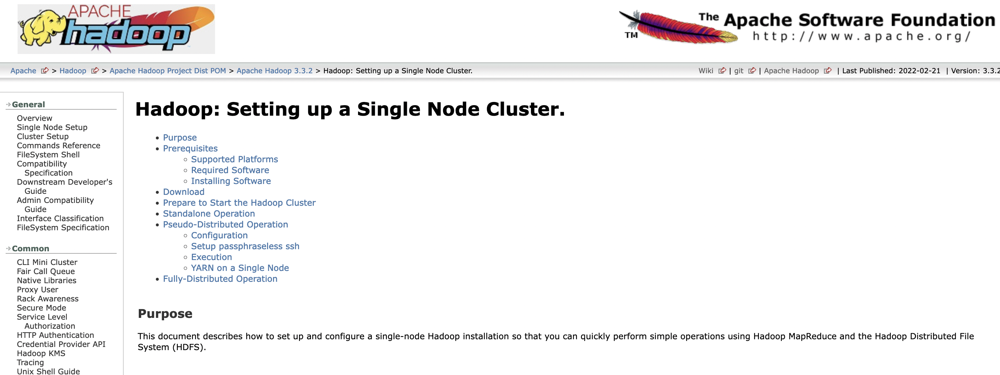 APACHE
hadoop
TM
The Apache Software Foundation
http://www.apache.org/
Apache > Hadoop > Apache Hadoop Project Dist POM > Apache Hadoop 3.3.2 > Hadoop: Setting up a Single Node Cluster.
Wiki | git | Apache Hadoop | Last Published: 2022-02-21 | Version: 3.3.2
General
Overview
Single Node Setup
Cluster Setup
Commands Reference
FileSystem Shell
Compatibility
Specification
Downstream Developer's
Guide
Admin Compatibility
Guide
Interface Classification
FileSystem Specification
Common
CLI Mini Cluster
Fair Call Queue
Native Libraries
Proxy User
Rack Awareness
Secure Mode
Service Level
Authorization
HTTP Authentication
Credential Provider API
Hadoop KMS
Tracing
Unix Shell Guide
Hadoop: Setting up a Single Node Cluster.
• Purpose
• Prerequisites
◦ Supported Platforms
◦ Required Software
◦ Installing Software
• Download
• Prepare to Start the Hadoop Cluster
• Standalone Operation
• Pseudo-Distributed Operation
◦ Configuration
◦ Setup passphraseless ssh
◦ Execution
◦ YARN on a Single Node
• Fully-Distributed Operation
Purpose
This document describes how to set up and configure a single-node Hadoop installation so that you can quickly perform simple operations using Hadoop MapReduce and the Hadoop Distributed File
System (HDFS).